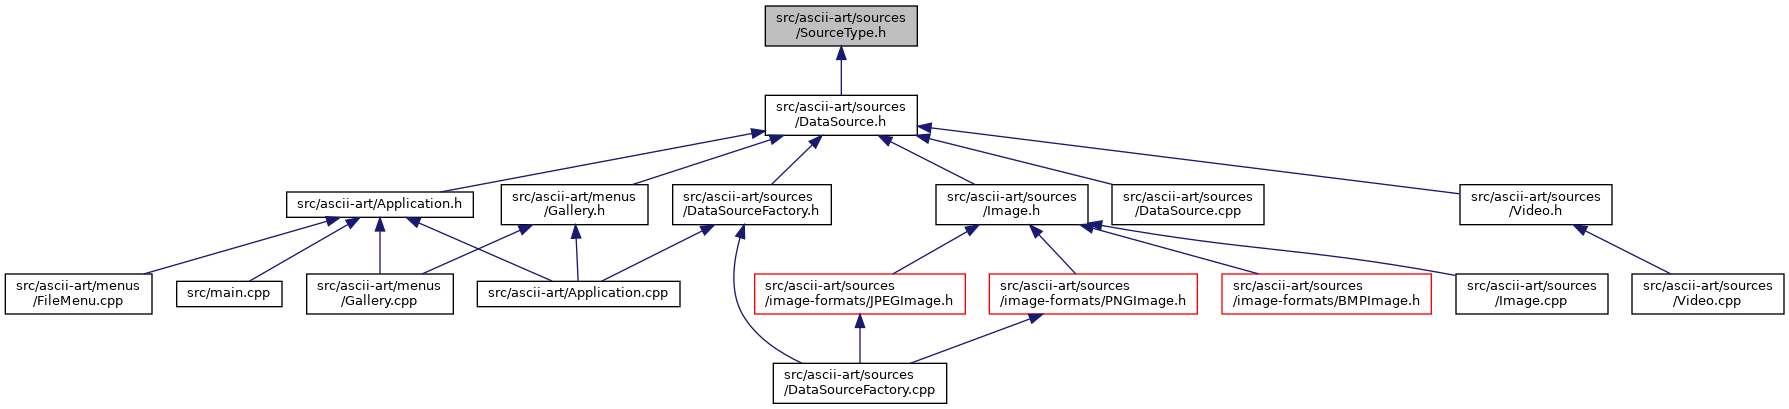 src/ascii-art/sources
/SourceType.h
src/ascii-art/sources
/DataSource.h
src/ascii-art/Application.h
src/ascii-art/menus
/Gallery.h
src/ascii-art/sources
/DataSourceFactory.h
src/ascii-art/sources
/Image.h
src/ascii-art/sources
/DataSource.cpp
src/ascii-art/sources
/Video.h
src/ascii-art/menus
/FileMenu.cpp
src/main.cpp
src/ascii-art/menus
/Gallery.cpp
src/ascii-art/Application.cpp
src/ascii-art/sources
/image-formats/JPEGImage.h
src/ascii-art/sources
/image-formats/PNGImage.h
src/ascii-art/sources
/image-formats/BMPImage.h
src/ascii-art/sources
/Image.cpp
src/ascii-art/sources
/Video.cpp
src/ascii-art/sources
/DataSourceFactory.cpp